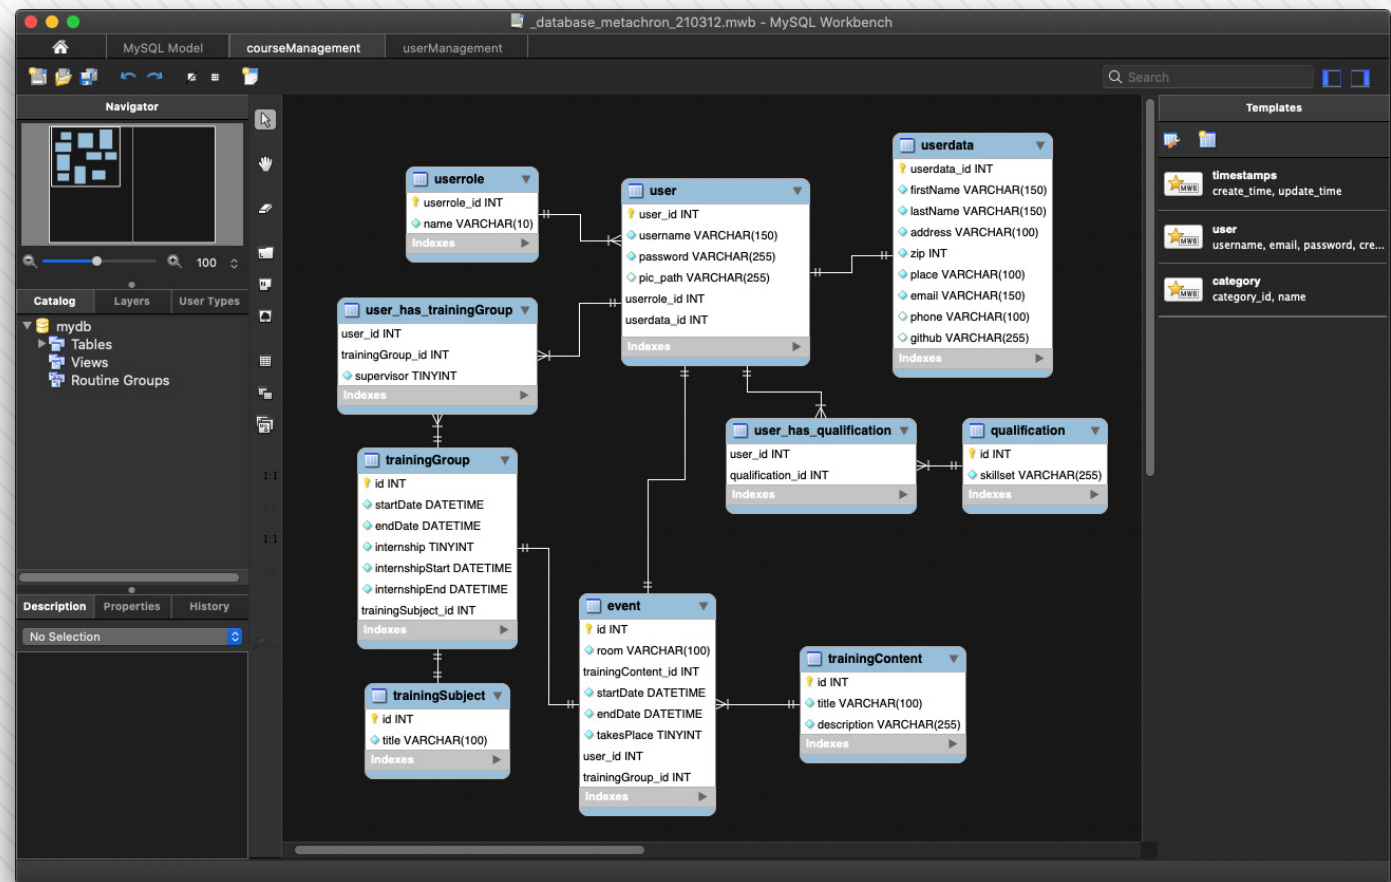 _database_metachron_210312.mwb - MySQL Workbench
MySQL Model
courseManagement
userManagement
Search
Navigator
100
Catalog
Layers
User Types
mydb
Tables
Views
Routine Groups
Description
Properties
History
No Selection
1:1
1:1
userrole
userrole_id INT
name VARCHAR(10)
Indexes
user
user_id INT
username VARCHAR(150)
password VARCHAR(255)
pic_path VARCHAR(255)
userrole_id INT
userdata_id INT
Indexes
userdata
userdata_id INT
firstName VARCHAR(150)
lastName VARCHAR(150)
address VARCHAR(100)
zip INT
place VARCHAR(100)
email VARCHAR(150)
phone VARCHAR(100)
github VARCHAR(255)
Indexes
user_has_trainingGroup
user_id INT
trainingGroup_id INT
supervisor TINYINT
Indexes
user_has_qualification
user_id INT
qualification_id INT
Indexes
qualification
id INT
skillset VARCHAR(255)
Indexes
trainingGroup
id INT
startDate DATETIME
endDate DATETIME
internship TINYINT
internshipStart DATETIME
internshipEnd DATETIME
trainingSubject_id INT
Indexes
trainingSubject
id INT
title VARCHAR(100)
Indexes
event
id INT
room VARCHAR(100)
trainingContent_id INT
startDate DATETIME
endDate DATETIME
takesPlace TINYINT
user_id INT
trainingGroup_id INT
Indexes
trainingContent
id INT
title VARCHAR(100)
description VARCHAR(255)
Indexes
Templates
MWB
timestamps
create_time, update_time
MWB
user
username, email, password, cre...
MWB
category
category_id, name